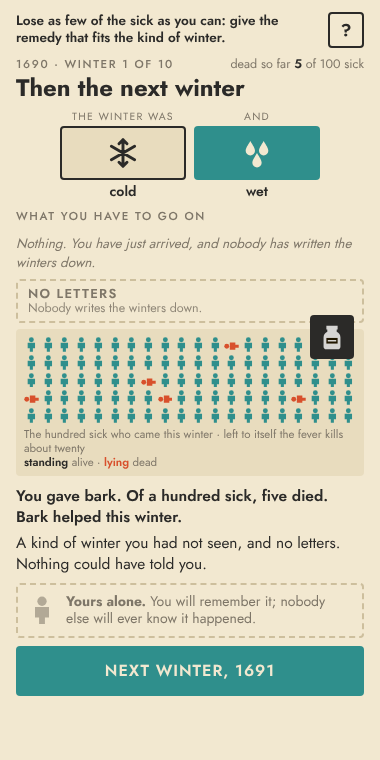 Lose as few of the sick as you can: give the
remedy that fits the kind of winter.
?
1690 · WINTER 1 OF 10
dead so far 5 of 100 sick
Then the next winter
THE WINTER WAS
AND
cold
wet
WHAT YOU HAVE TO GO ON
Nothing. You have just arrived, and nobody has written the
winters down.
NO LETTERS
Nobody writes the winters down.
The hundred sick who came this winter · left to itself the fever kills
about twenty
standing alive · lying dead
You gave bark. Of a hundred sick, five died.
Bark helped this winter.
A kind of winter you had not seen, and no letters.
Nothing could have told you.
Yours alone. You will remember it; nobody
else will ever know it happened.
NEXT WINTER, 1691